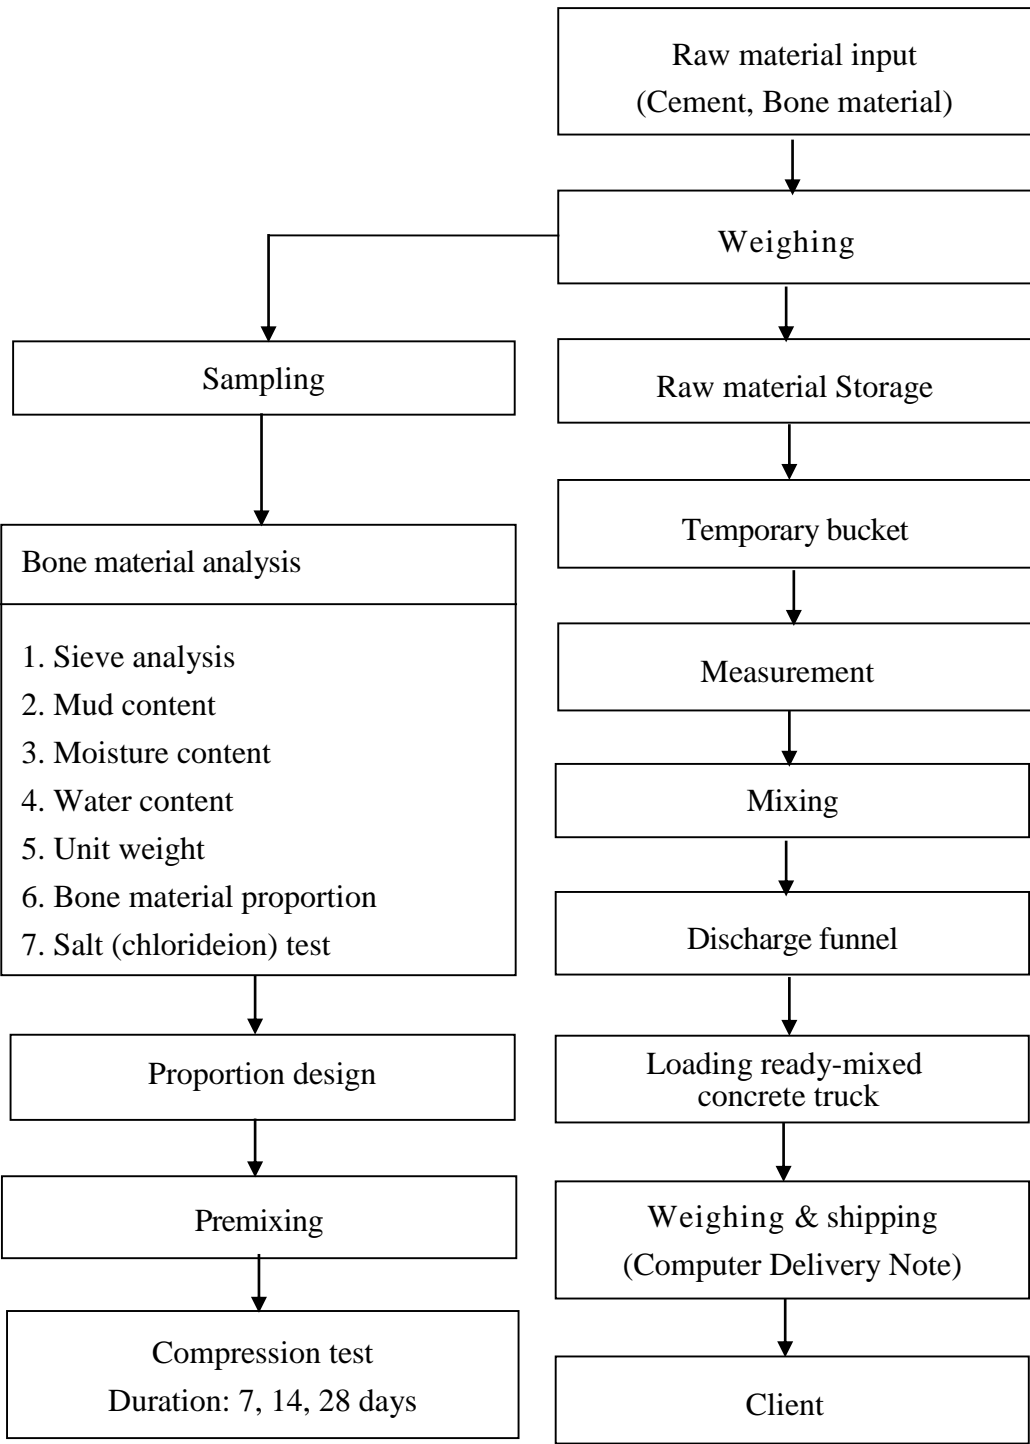 Raw material input
(Cement, Bone material)
Weighing
Sampling
Raw material Storage
Temporary bucket
Bone material analysis
1. Sieve analysis
2. Mud content
3. Moisture content
4. Water content
5. Unit weight
6. Bone material proportion
7. Salt (chlorideion) test
Measurement
Mixing
Discharge funnel
Proportion design
Loading ready-mixed
concrete truck
Premixing
Weighing & shipping
(Computer Delivery Note)
Compression test
Duration: 7, 14, 28 days
Client